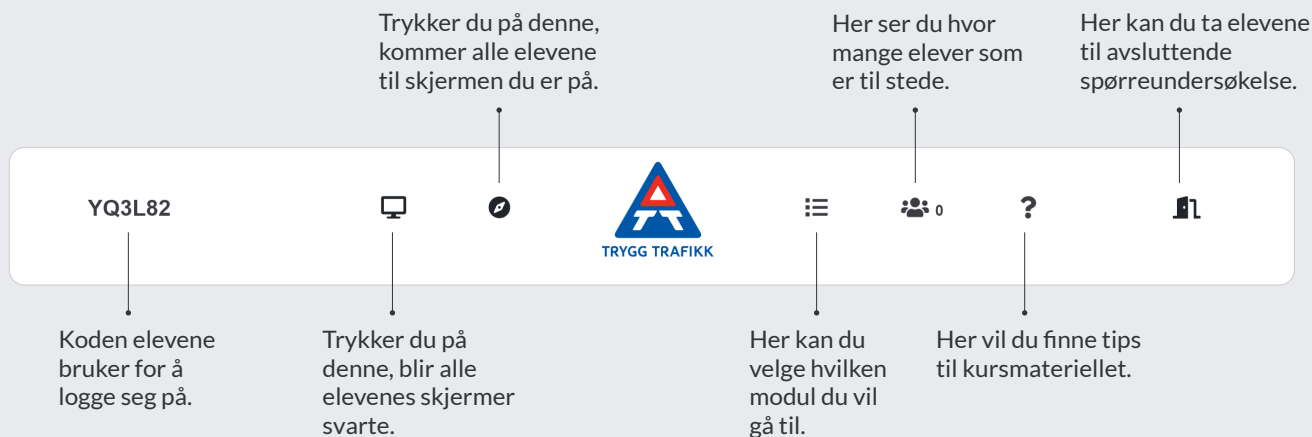 Trykker du på denne,
kommer alle elevene
til skjermen du er på.
Her ser du hvor
mange elever som
er til stede.
Her kan du ta elevene
til avsluttende
spørreundersøkelse.
YQ3L82
TRYGG TRAFIKK
0
?
Koden elevene
bruker for å
logge seg på.
Trykker du på
denne, blir alle
elevenes skjermer
svarte.
Her kan du
velge hvilken
modul du vil
gå til.
Her vil du finne tips
til kursmateriellet.